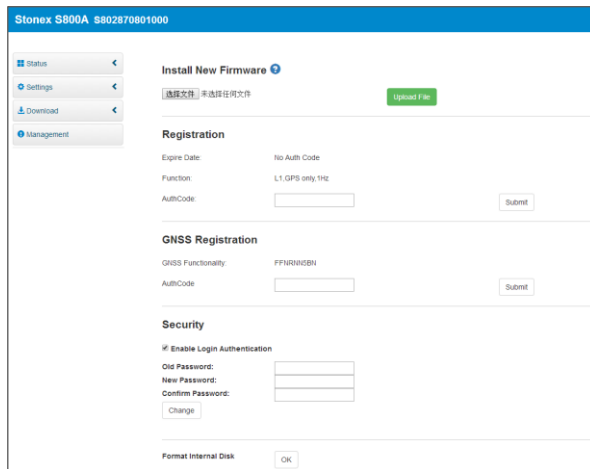 Stonex S800A S802870801000
Status
Settings
Download
Management
Install New Firmware
选择文件 未选择任何文件
Upload File
Registration
Expire Date: No Auth Code
Function: L1,GPS only,1Hz
AuthCode: Submit
GNSS Registration
GNSS Functionality: FFNRNN5BN
AuthCode Submit
Security
Enable Login Authentication
Old Password:
New Password:
Confirm Password:
Change
Format Internal Disk OK